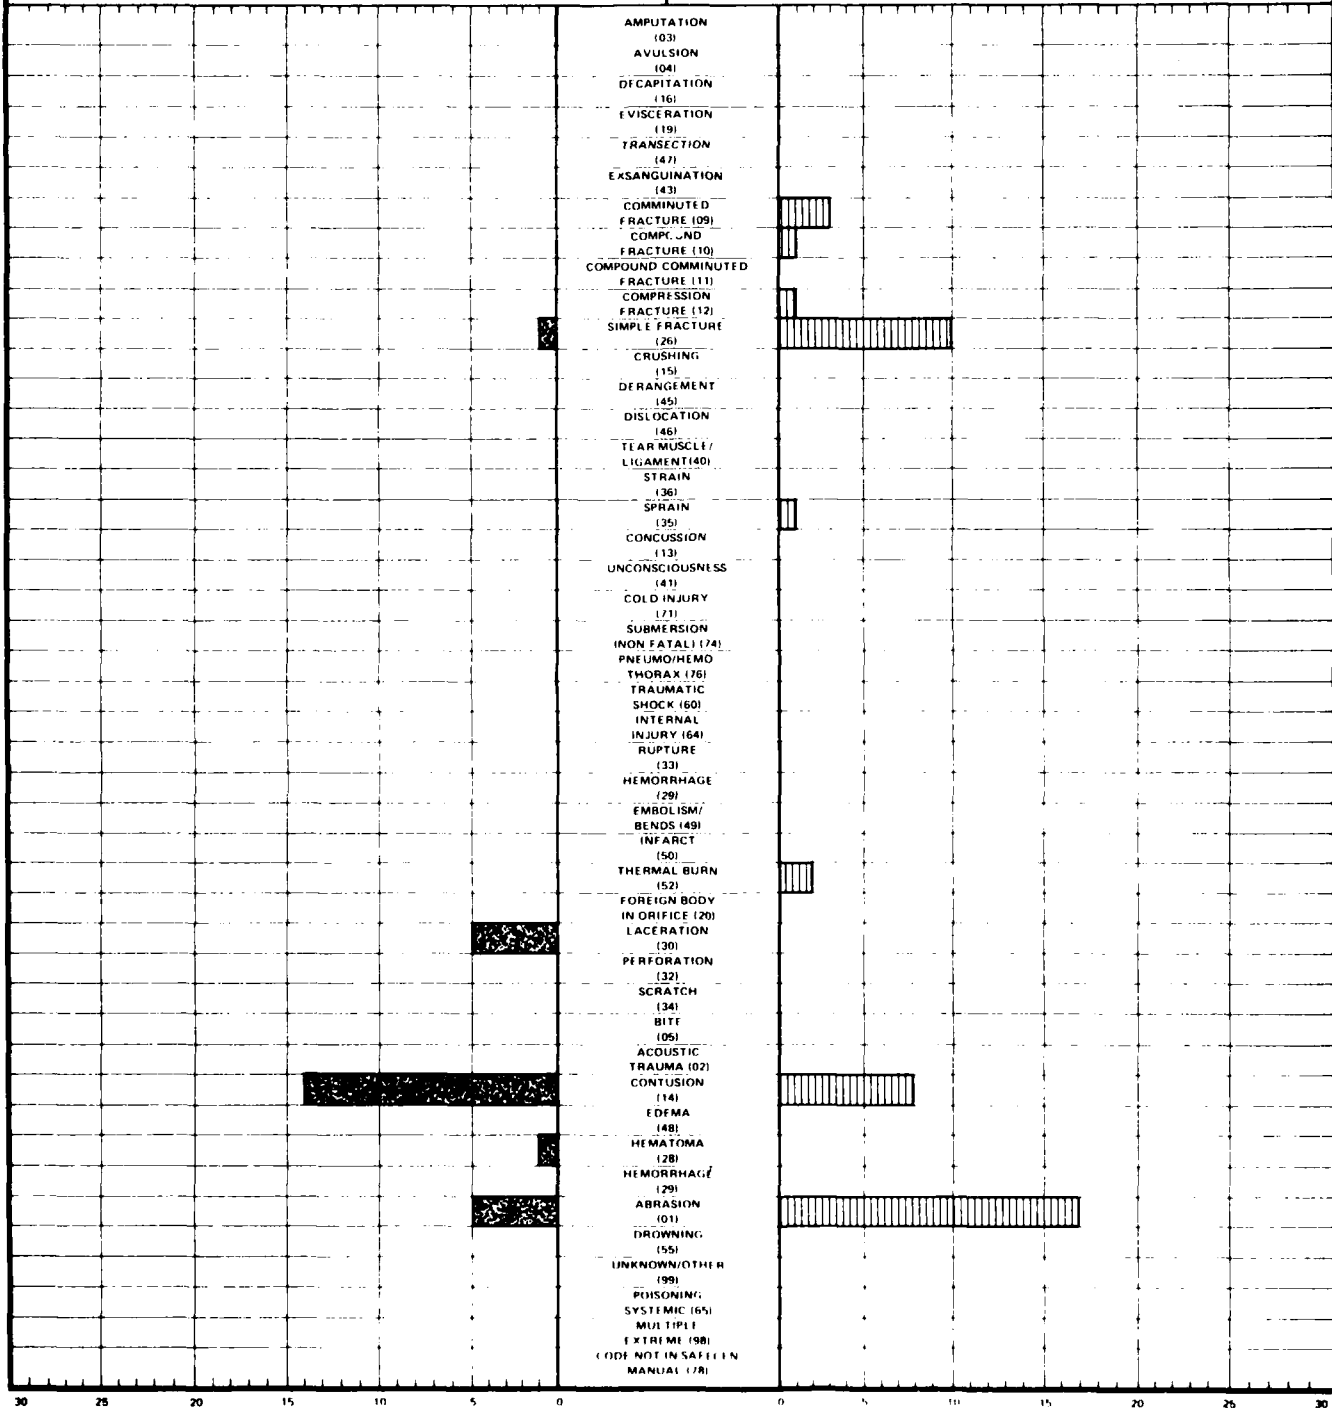 AMPUTATION
(03)
AVULSION
(04)
DECAPITATION
(16)
EVISCERATION
(19)
TRANSECTION
(47)
EXSANGUINATION
(43)
COMMINUTED
FRACTURE (09)
COMPOUND
FRACTURE (10)
COMPOUND COMMINUTED
FRACTURE (11)
COMPRESSION
FRACTURE (12)
SIMPLE FRACTURE
(26)
CRUSHING
(15)
DERANGEMENT
(45)
DISLOCATION
(46)
TEAR MUSCLE/
LIGAMENT(40)
STRAIN
(36)
SPRAIN
(35)
CONCUSSION
(13)
UNCONSCIOUSNESS
(41)
COLD INJURY
(71)
SUBMERSION
(NON FATAL) (74)
PNEUMO/HEMO
THORAX (76)
TRAUMATIC
SHOCK (60)
INTERNAL
INJURY (64)
RUPTURE
(33)
HEMORRHAGE
(29)
EMBOLISM/
BENDS (49)
INFARCT
(50)
THERMAL BURN
(52)
FOREIGN BODY
IN ORIFICE (20)
LACERATION
(30)
PERFORATION
(32)
SCRATCH
(34)
BITE
(05)
ACOUSTIC
TRAUMA (02)
CONTUSION
(14)
EDEMA
(48)
HEMATOMA
(28)
HEMORRHAGE
(29)
ABRASION
(01)
DROWNING
(55)
UNKNOWN/OTHER
(99)
POISONING
SYSTEMIC (65)
MULTIPLE
EXTREME (98)
CODE NOT IN SAFECEN
MANUAL (78)
30 25 20 15 10 5 0 0 5 10 15 20 25 30